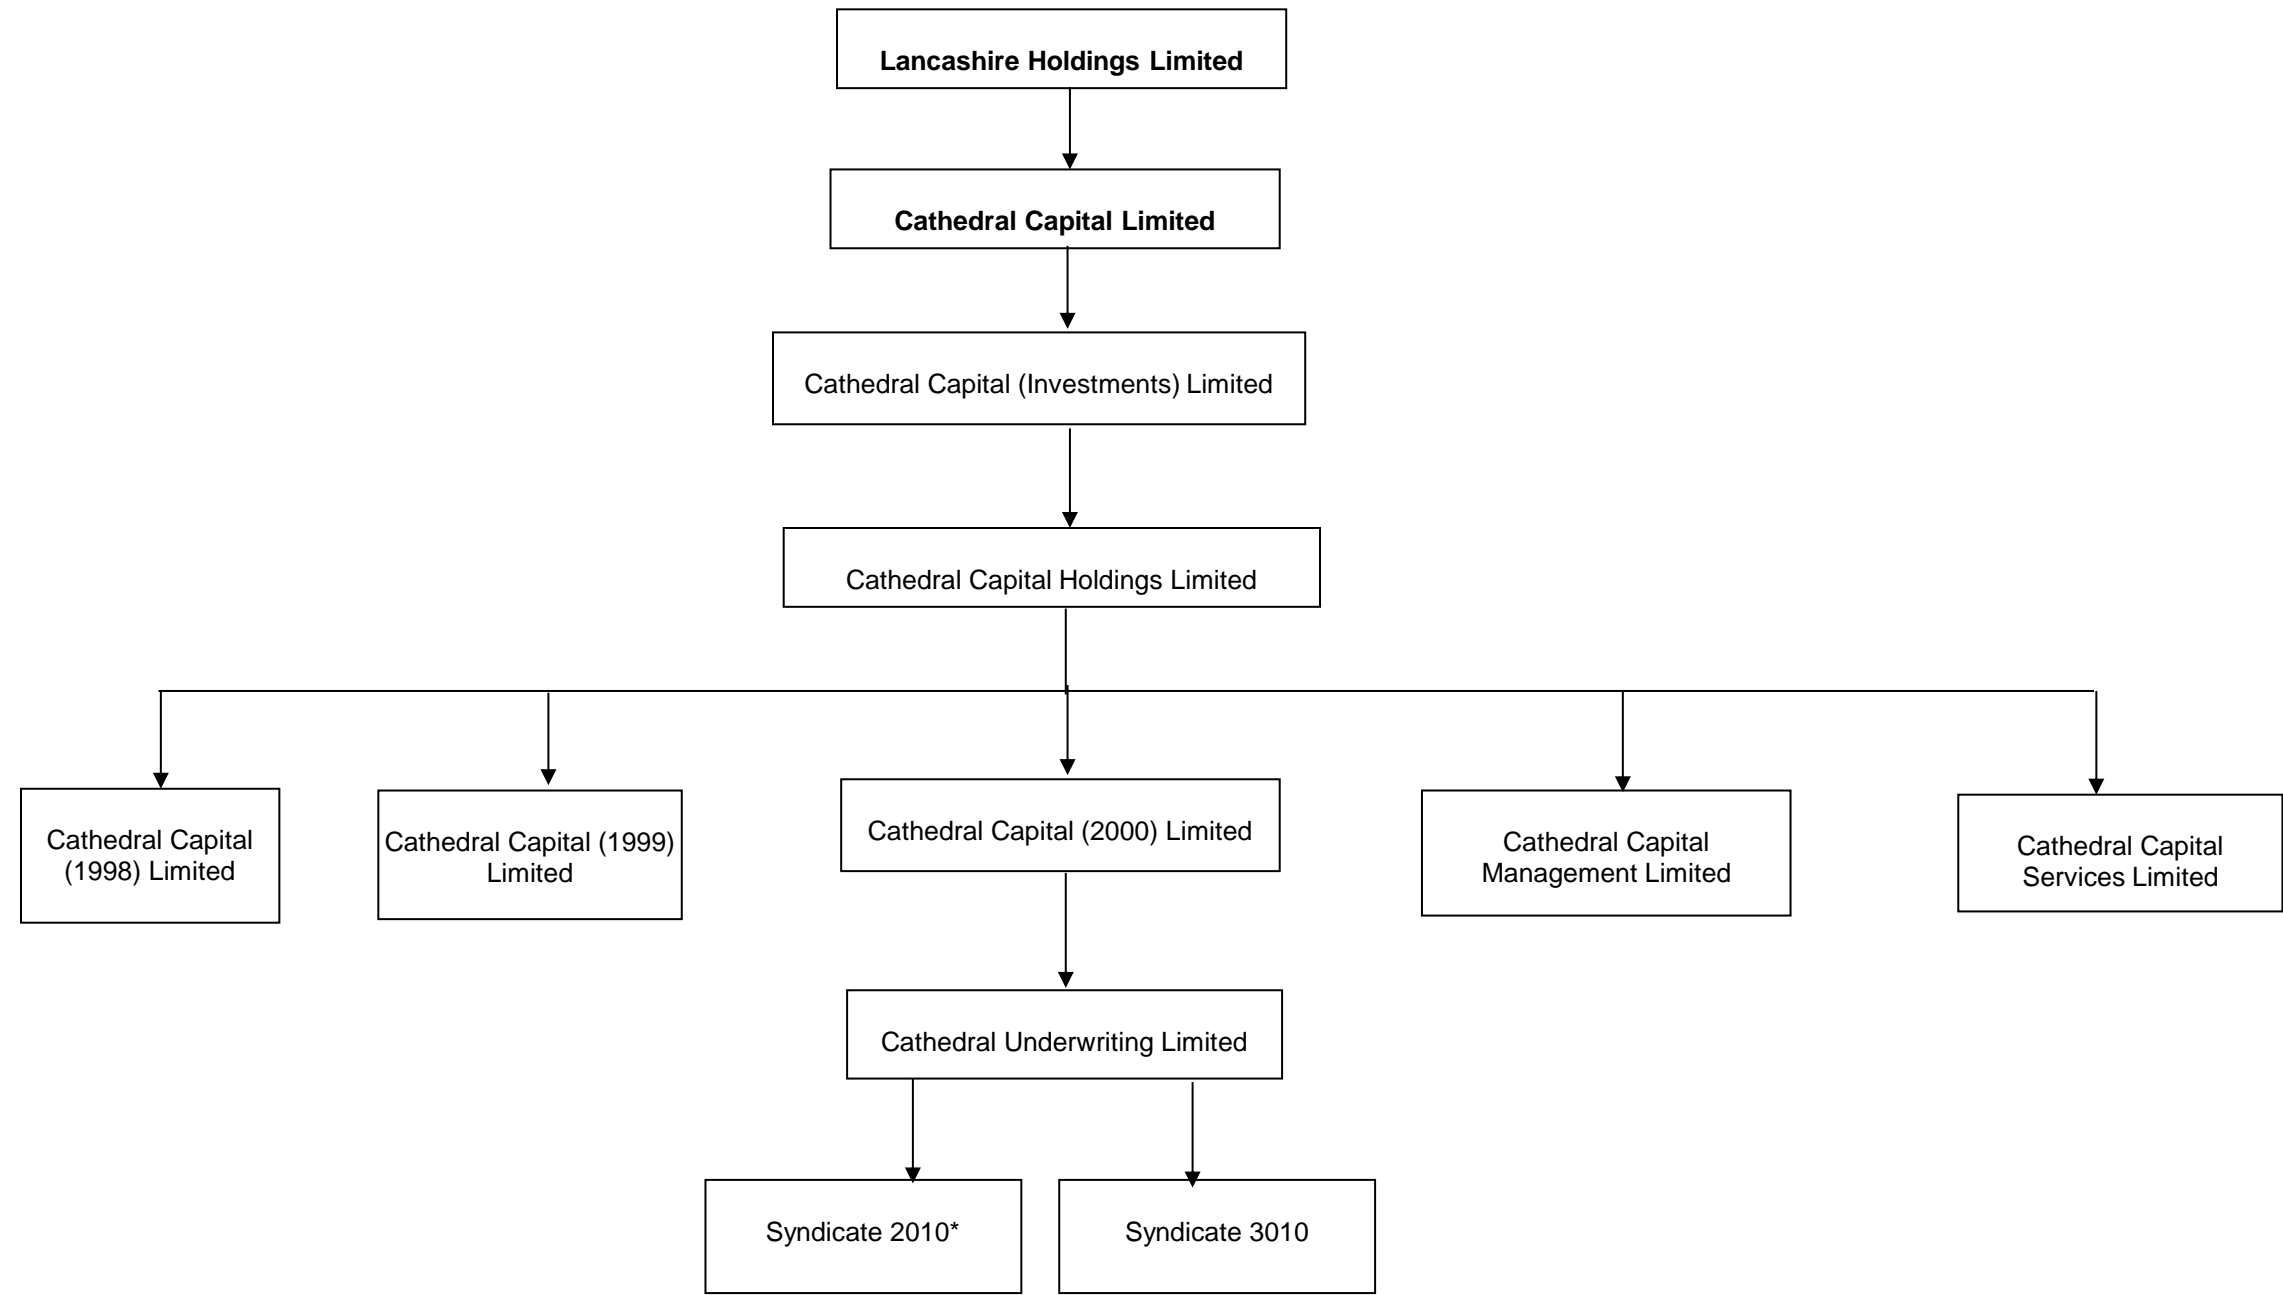 Lancashire Holdings Limited
Cathedral Capital Limited
Cathedral Capital (Investments) Limited
Cathedral Capital Holdings Limited
Cathedral Capital
(1998) Limited
Cathedral Capital (1999)
Limited
Cathedral Capital (2000) Limited
Cathedral Capital
Management Limited
Cathedral Capital
Services Limited
Cathedral Underwriting Limited
Syndicate 2010*
Syndicate 3010